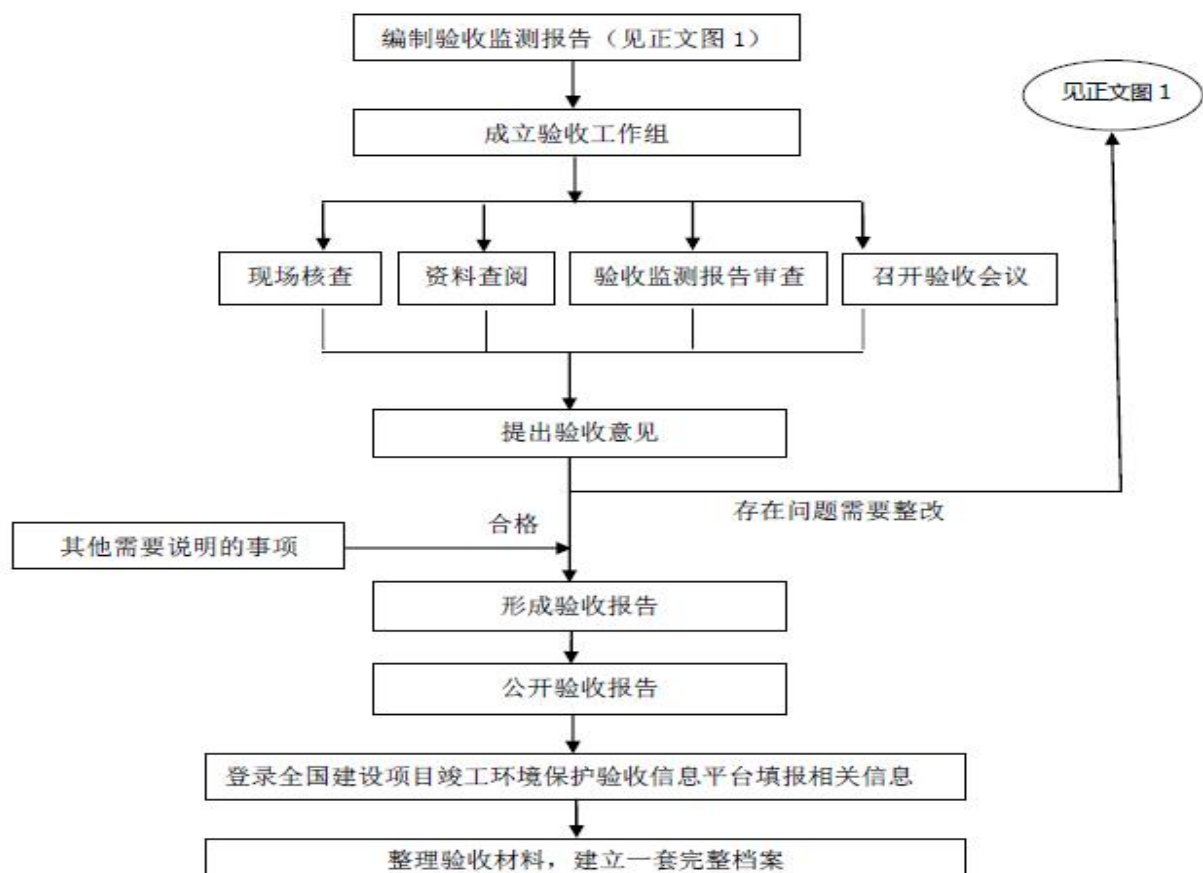 编制验收监测报告（见正文图1）
见正文图1
成立验收工作组
现场核查
资料查阅
验收监测报告审查
召开验收会议
提出验收意见
存在问题需要整改
合格
其他需要说明的事项
形成验收报告
公开验收报告
登录全国建设项目竣工环境保护验收信息平台填报相关信息
整理验收材料，建立一套完整档案